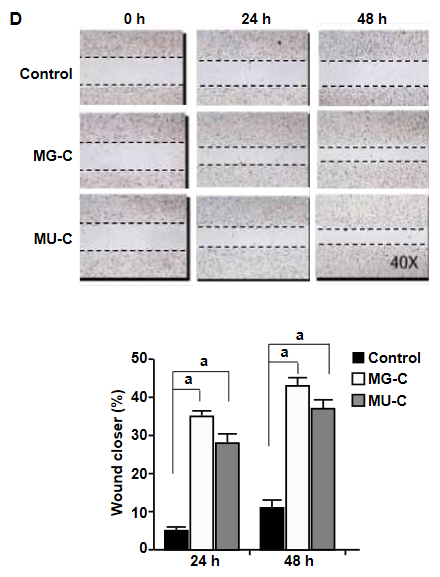 D
0 h 24 h 48 h
Control
MG-C
MU-C
40X
a a
a a
Control
MG-C
MU-C
Wound closer (%)
50
40
30
20
10
0
24 h 48 h